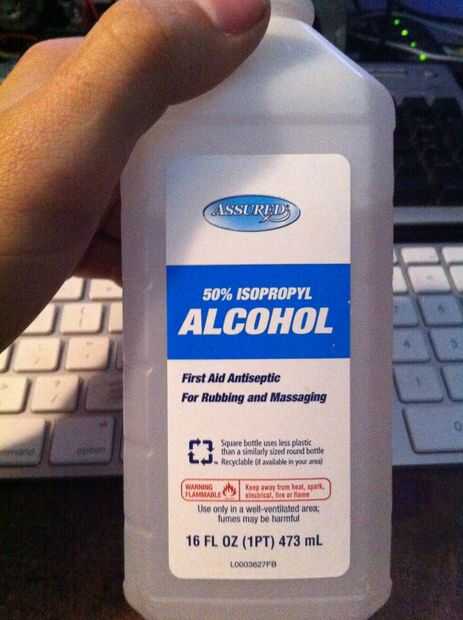 ASSURED
50% ISOPROPYL
ALCOHOL
First Aid Antiseptic
For Rubbing and Massaging
Square bottle uses less plastic
than a similarly sized round bottle
Recyclable (if available in your area)
WARNING
FLAMMABLE
Keep away from heat, spark,
electrical, fire or flame
Use only in a well-ventilated area;
fumes may be harmful
16 FL OZ (1PT) 473 mL
L0003627FB
command
option